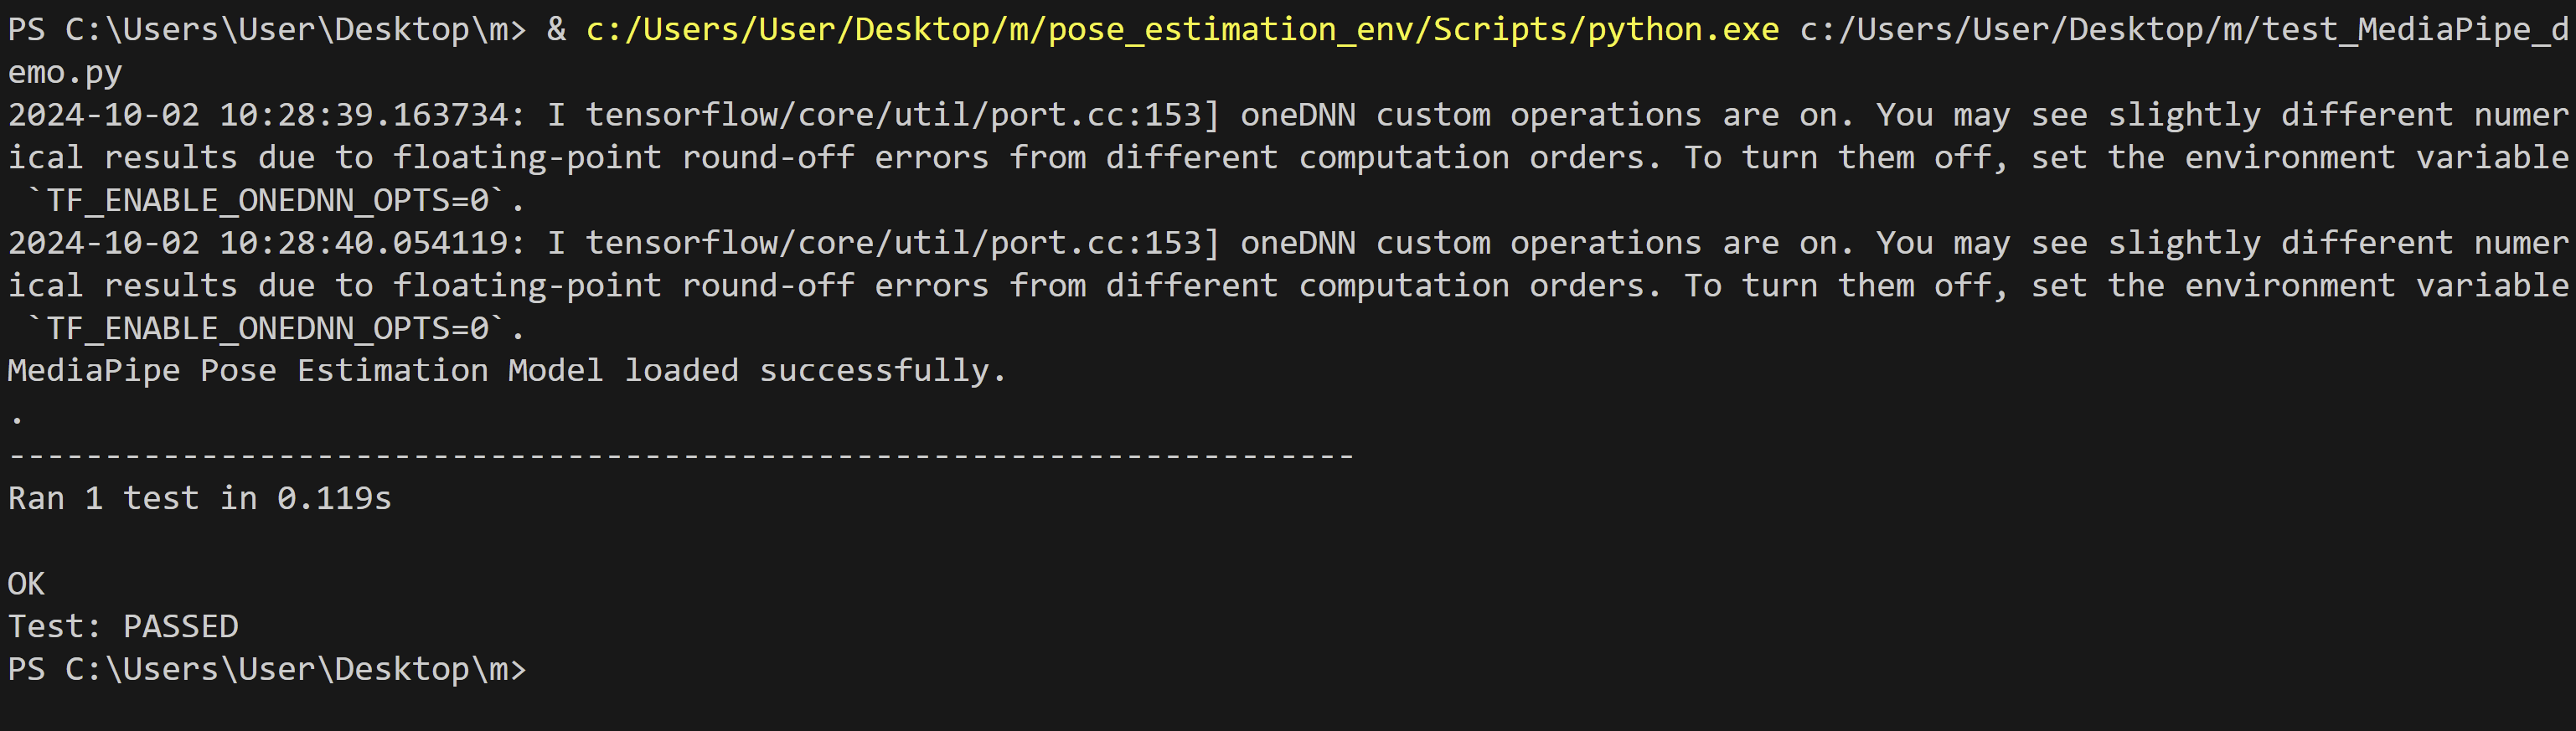 PS C:\Users\User\Desktop\m> & c:/Users/User/Desktop/m/pose_estimation_env/Scripts/python.exe c:/Users/User/Desktop/m/test_MediaPipe_d
emo.py
2024-10-02 10:28:39.163734: I tensorflow/core/util/port.cc:153] oneDNN custom operations are on. You may see slightly different numer
ical results due to floating-point round-off errors from different computation orders. To turn them off, set the environment variable
 `TF_ENABLE_ONEDNN_OPTS=0`.
2024-10-02 10:28:40.054119: I tensorflow/core/util/port.cc:153] oneDNN custom operations are on. You may see slightly different numer
ical results due to floating-point round-off errors from different computation orders. To turn them off, set the environment variable
 `TF_ENABLE_ONEDNN_OPTS=0`.
MediaPipe Pose Estimation Model loaded successfully.
.
----------------------------------------------------------------------
Ran 1 test in 0.119s

OK
Test: PASSED
PS C:\Users\User\Desktop\m>